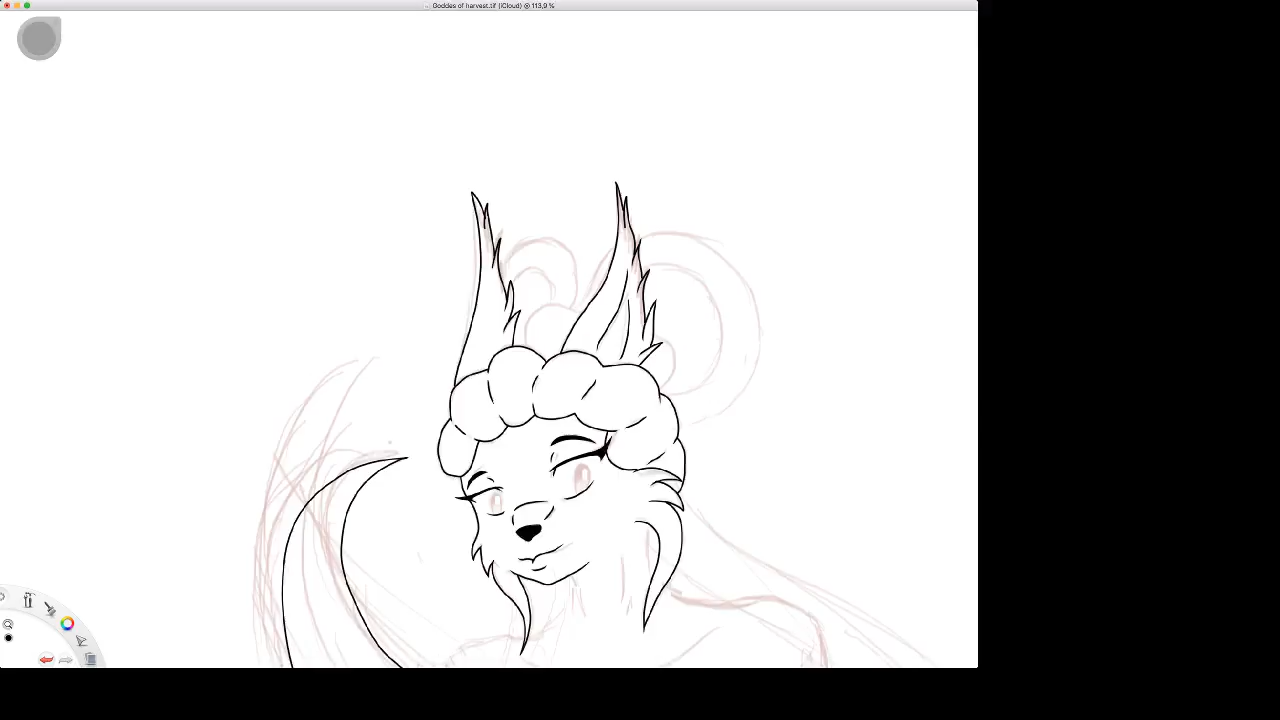 Goddes of harvest.tif (iCloud) @ 113,9 %